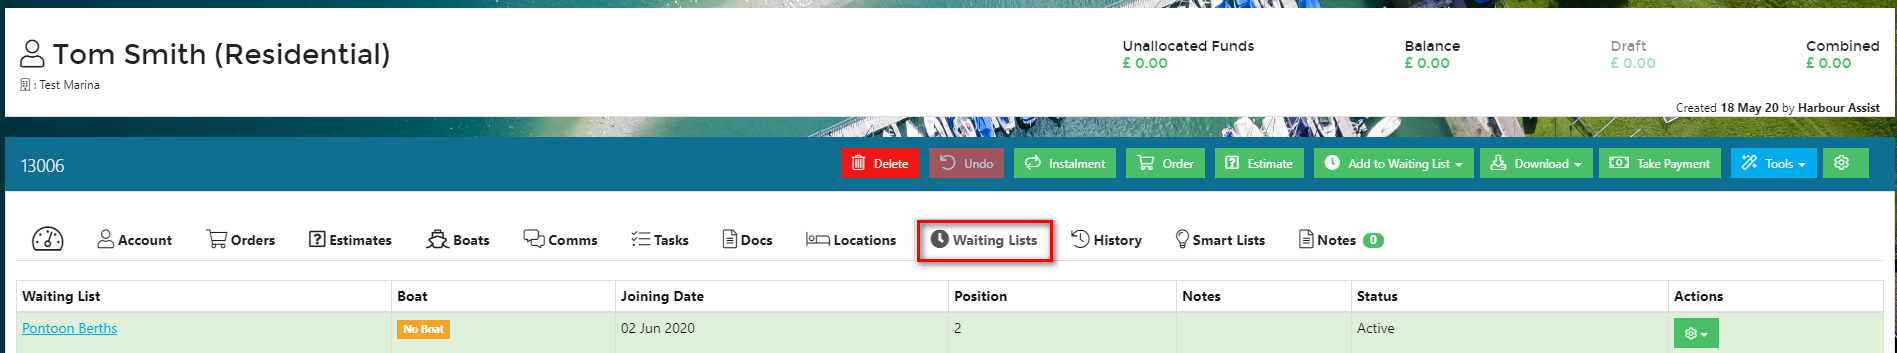 Tom Smith (Residential)
: Test Marina
Unallocated Funds
£ 0.00
Balance
£ 0.00
Draft
£ 0.00
Combined
£ 0.00
Created 18 May 20 by Harbour Assist
13006
Delete
Undo
Instalment
Order
Estimate
Add to Waiting List
Download
Take Payment
Tools
Account
Orders
Estimates
Boats
Comms
Tasks
Docs
Locations
Waiting Lists
History
Smart Lists
Notes 0
Waiting List Boat Joining Date Position Notes Status Actions
Pontoon Berths No Boat 02 Jun 2020 2 Active